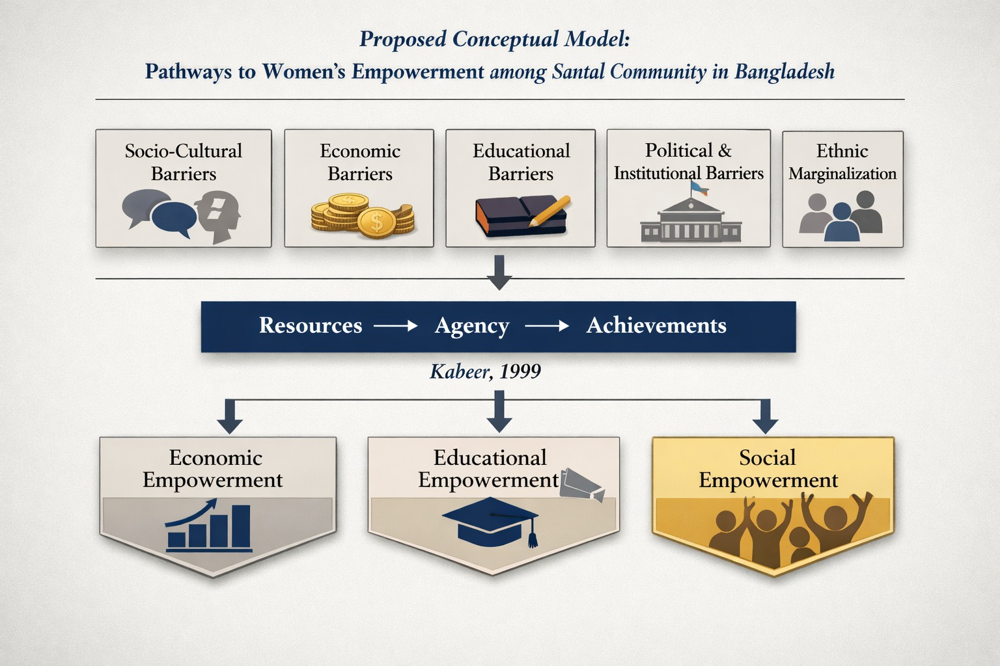 Proposed Conceptual Model:
Pathways to Women’s Empowerment among Santal Community in Bangladesh
Socio-Cultural
Barriers
Economic
Barriers
Educational
Barriers
Political &
Institutional Barriers
Ethnic
Marginalization
Resources → Agency → Achievements
Kabeer, 1999
Economic
Empowerment
Educational
Empowerment
Social
Empowerment